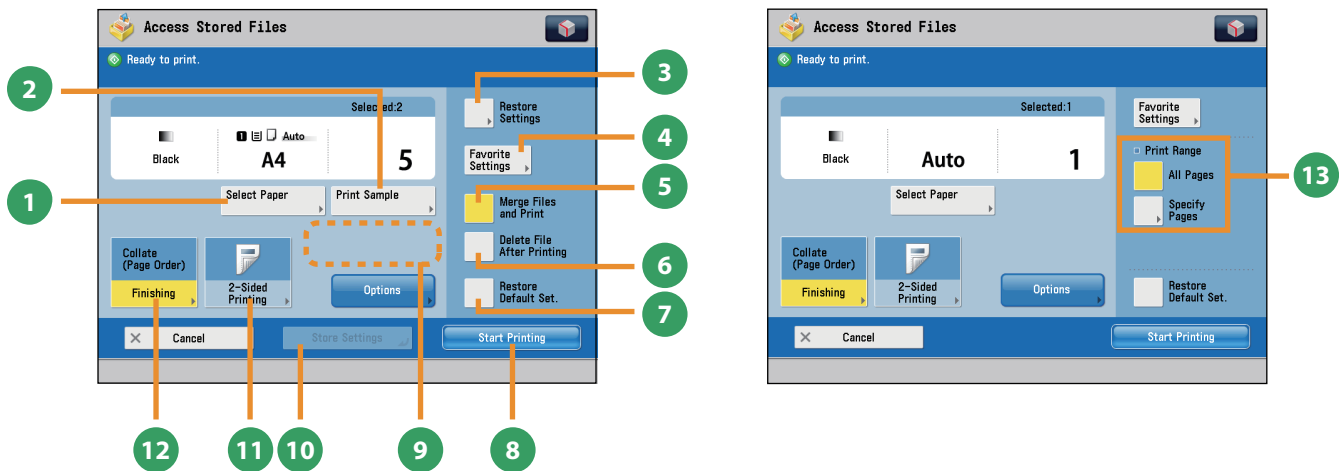 Access Stored Files
Ready to print.
Selected:2
1 Auto
Black
A4
5
Select Paper
Print Sample
Restore
Settings
Favorite
Settings
Merge Files
and Print
Delete File
After Printing
Restore
Default Set.
Collate
(Page Order)
Finishing
2-Sided
Printing
Options
Cancel
Store Settings
Start Printing
1
2
3
4
5
6
7
8
9
10
11
12
Access Stored Files
Ready to print.
Selected:1
Black
Auto
1
Select Paper
Favorite
Settings
Print Range
All Pages
Specify
Pages
Collate
(Page Order)
Finishing
2-Sided
Printing
Options
Restore
Default Set.
Cancel
Start Printing
13